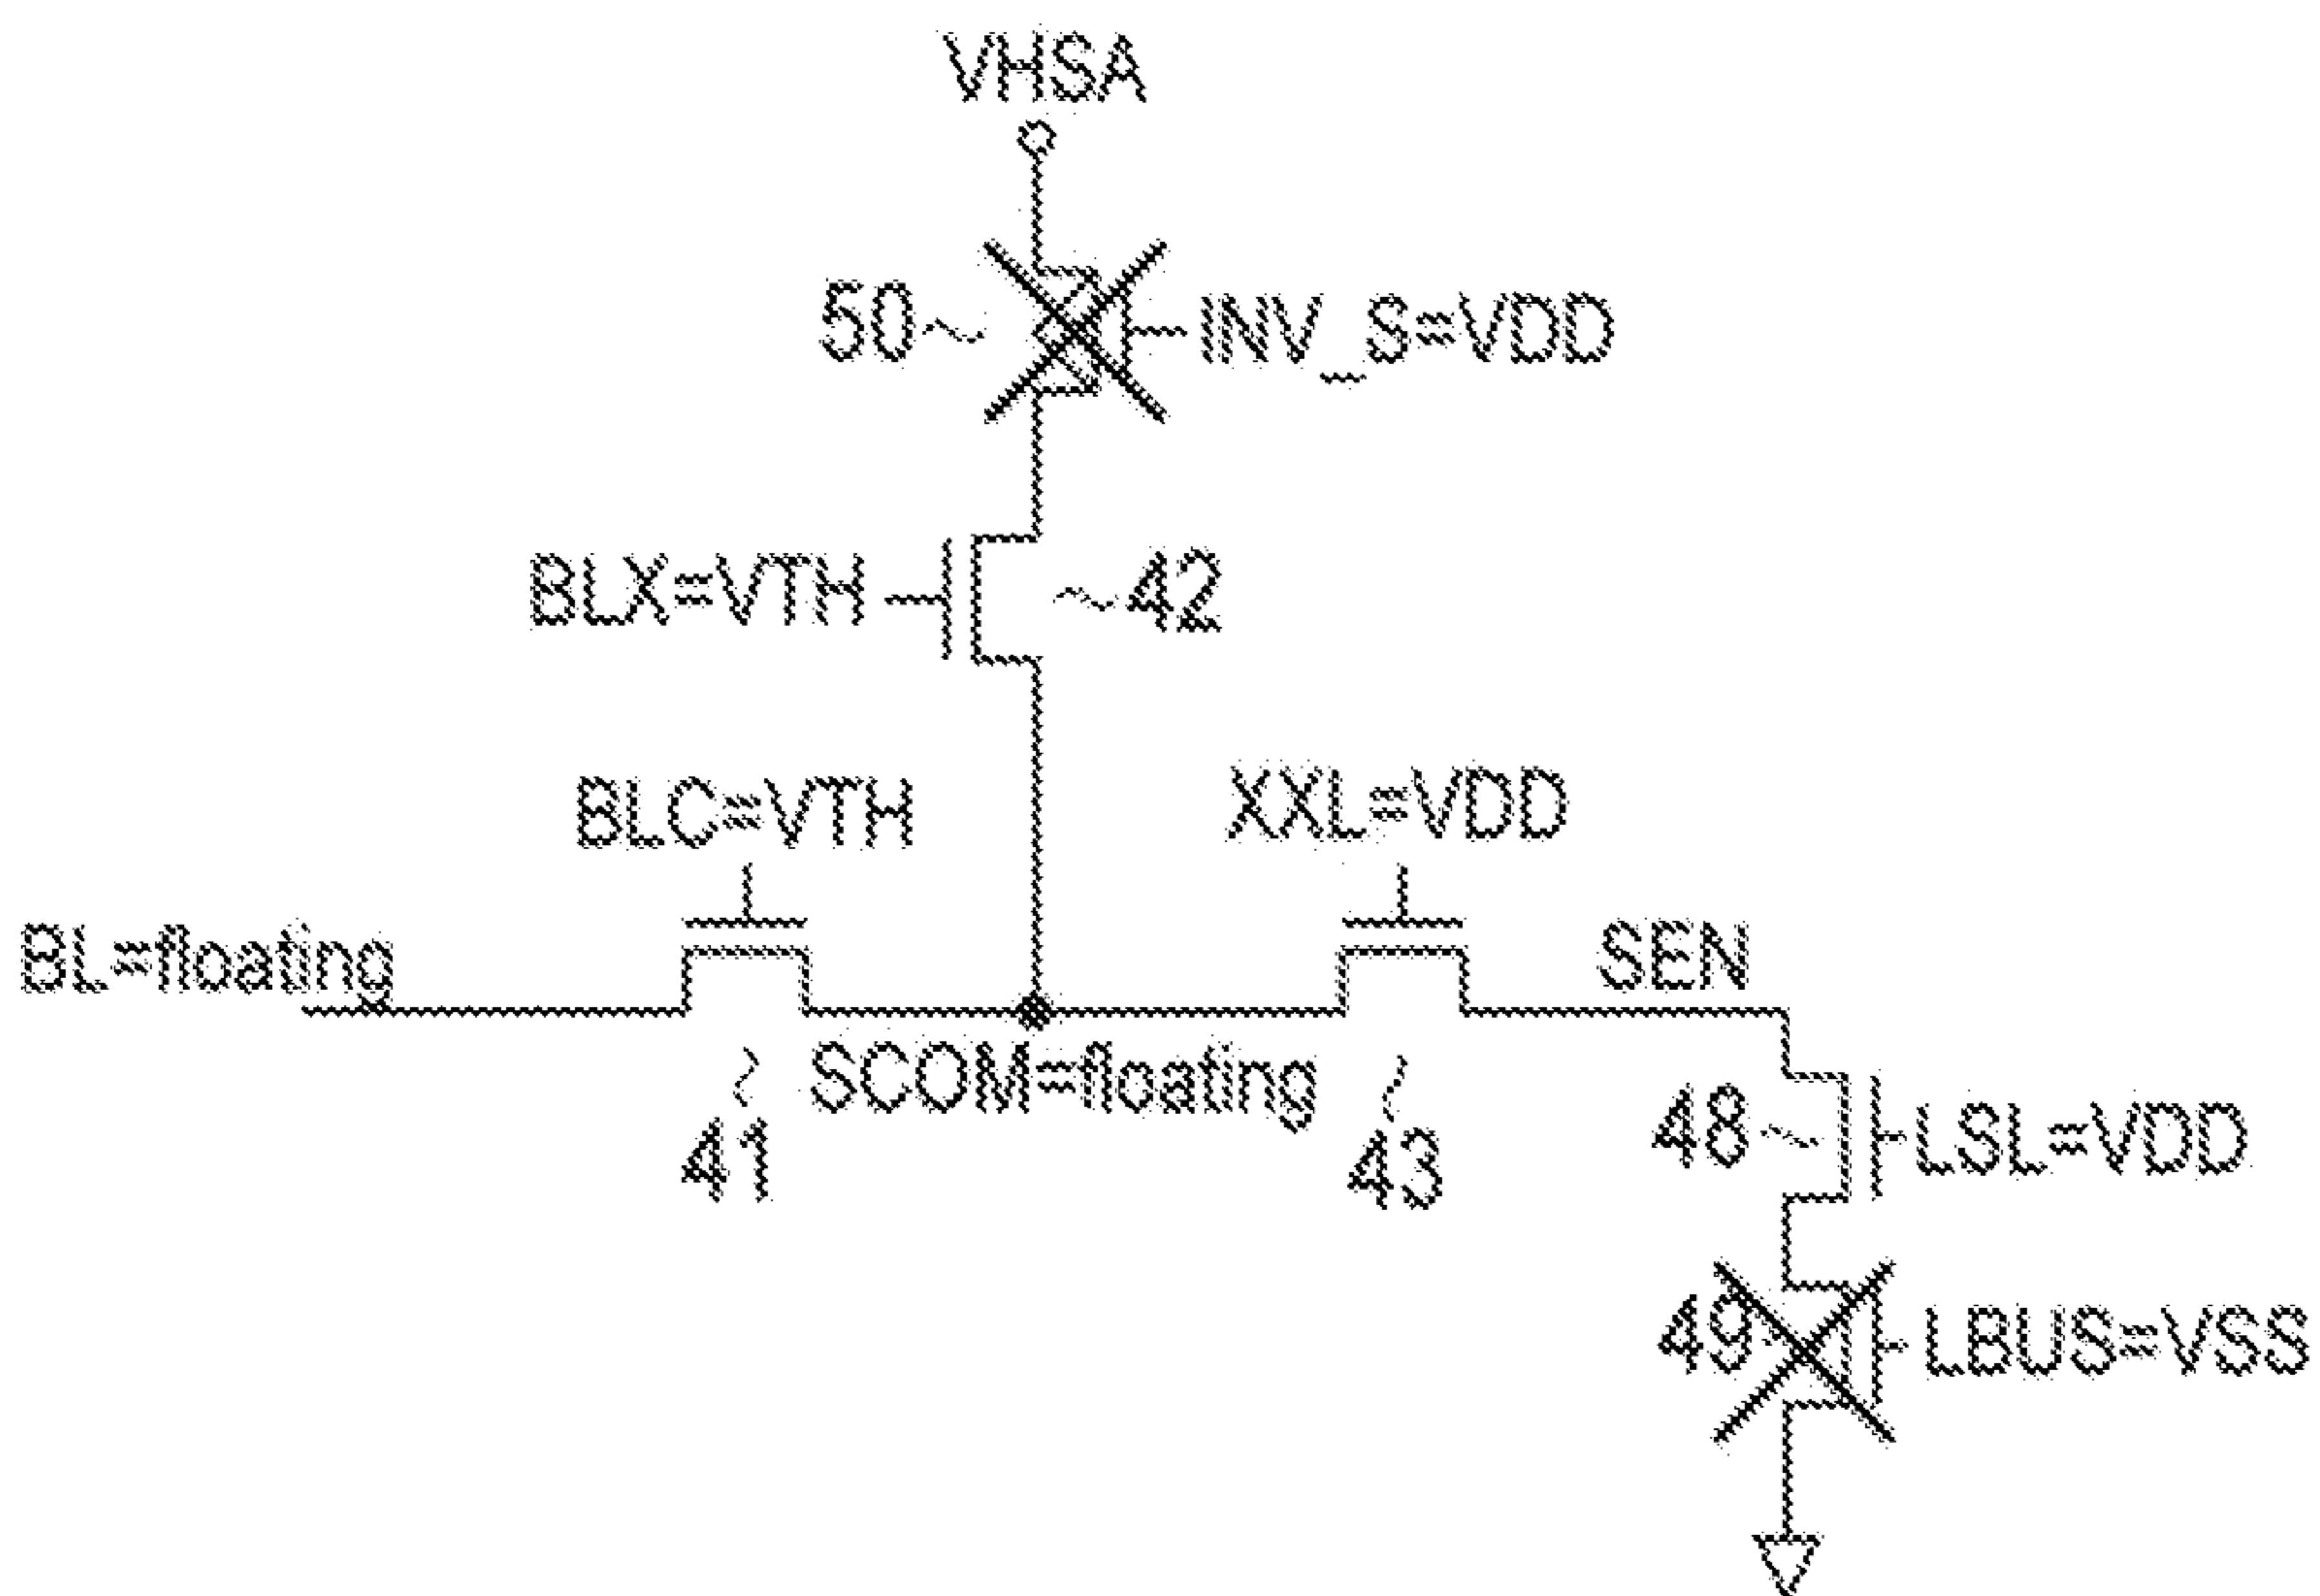 VHSA
50
INV_S=VDD
BLX=VTH
42
BLC=VTH
XXL=VDD
BL=floating
SEN
SCOM=floating
41
43
48
LSL=VDD
49
LBUS=VSS